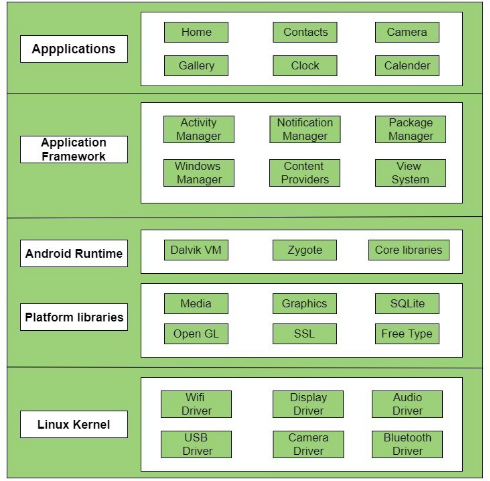 Appplications
Home
Contacts
Camera
Gallery
Clock
Calender
Application
Framework
Activity
Manager
Notification
Manager
Package
Manager
Windows
Manager
Content
Providers
View
System
Android Runtime
Dalvik VM
Zygote
Core libraries
Platform libraries
Media
Graphics
SQLite
Open GL
SSL
Free Type
Linux Kernel
Wifi
Driver
Display
Driver
Audio
Driver
USB
Driver
Camera
Driver
Bluetooth
Driver